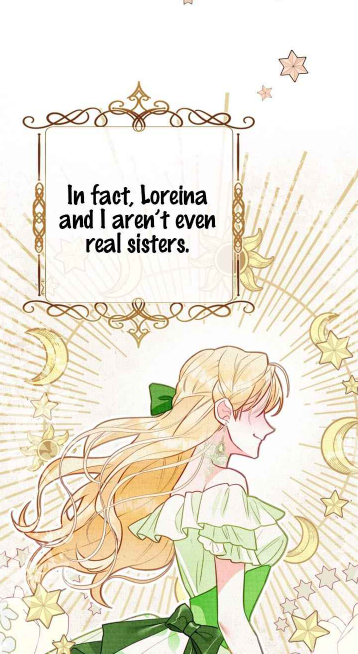 In fact, Loreina
and I aren't even
real sisters.